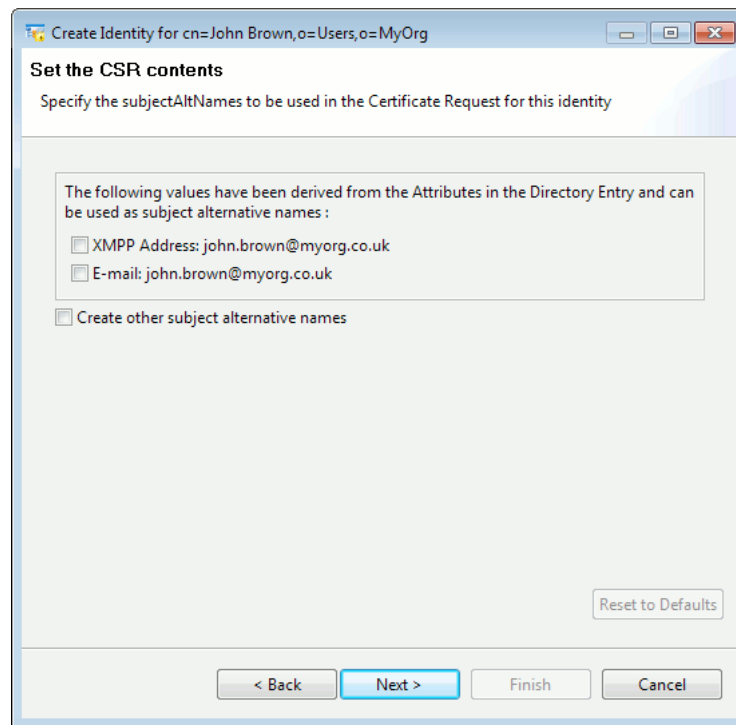 Create Identity for cn=John Brown,o=Users,o=MyOrg
Set the CSR contents
Specify the subjectAltNames to be used in the Certificate Request for this identity
The following values have been derived from the Attributes in the Directory Entry and can
be used as subject alternative names :
XMPP Address: john.brown@myorg.co.uk
E-mail: john.brown@myorg.co.uk
Create other subject alternative names
Reset to Defaults
< Back
Next >
Finish
Cancel